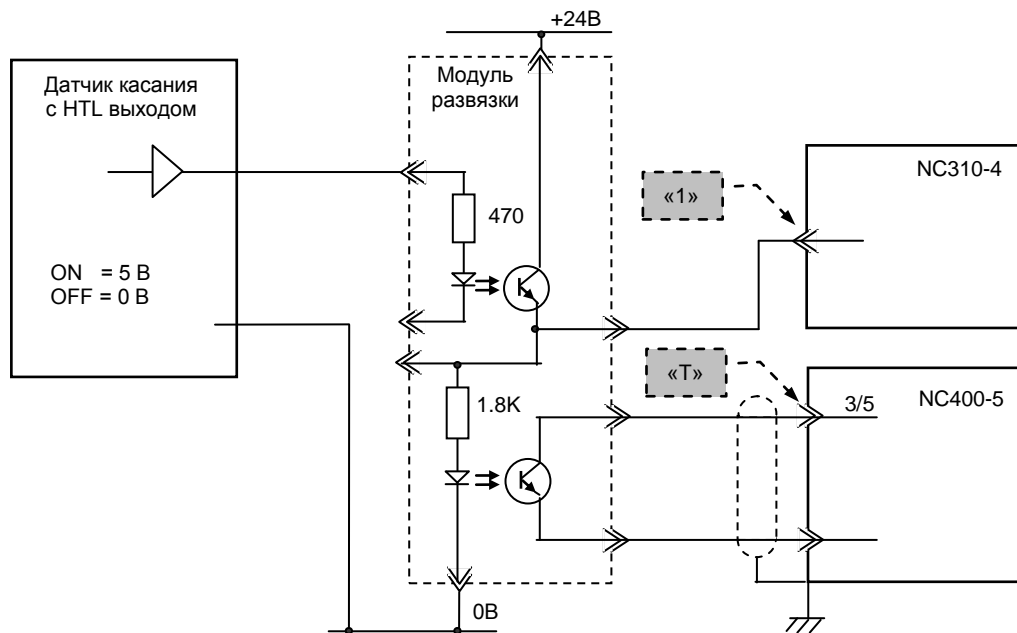 +24В
Датчик касания
с HTL выходом
Модуль
развязки
NC310-4
«1»
470
ON = 5 В
OFF = 0 В
«Т»
NC400-5
3/5
1.8K
0В